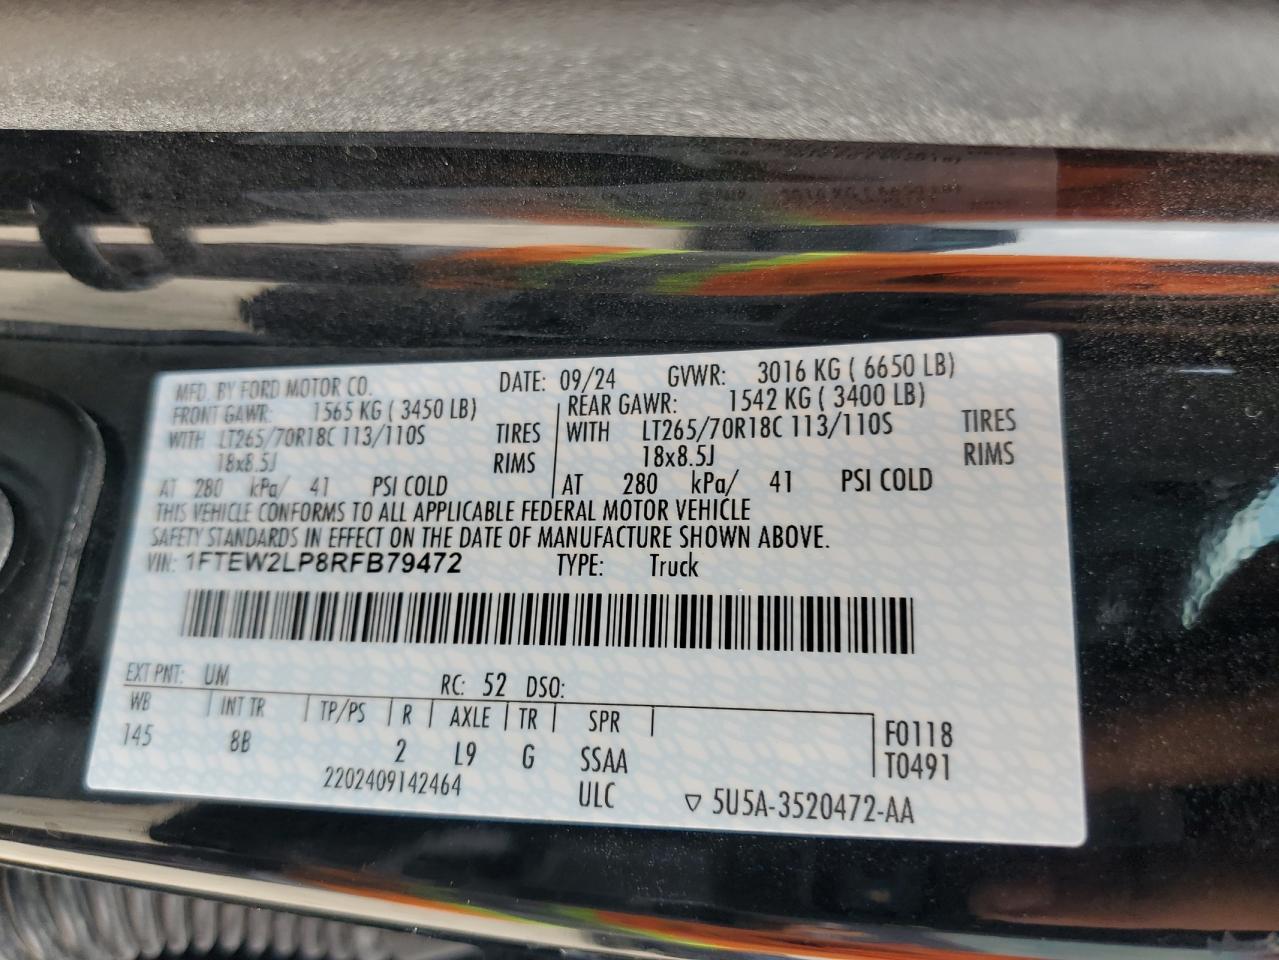 MFD. BY FORD MOTOR CO. DATE: 09/24 GVWR: 3016 KG ( 6650 LB)
FRONT GAWR: 1565 KG ( 3450 LB) REAR GAWR: 1542 KG ( 3400 LB)
WITH LT265/70R18C 113/110S TIRES WITH LT265/70R18C 113/110S TIRES
18x8.5J RIMS 18x8.5J RIMS
AT 280 kPa/ 41 PSI COLD AT 280 kPa/ 41 PSI COLD
THIS VEHICLE CONFORMS TO ALL APPLICABLE FEDERAL MOTOR VEHICLE
SAFETY STANDARDS IN EFFECT ON THE DATE OF MANUFACTURE SHOWN ABOVE.
VIN: 1FTEW2LP8RFB79472 TYPE: Truck
EXT PNT: UM RC: 52 DSO:
WB INT TR TP/PS R AXLE TR SPR F0118
145 8B 2 L9 G SSAA T0491
2202409142464 ULC ▽ 5U5A-3520472-AA